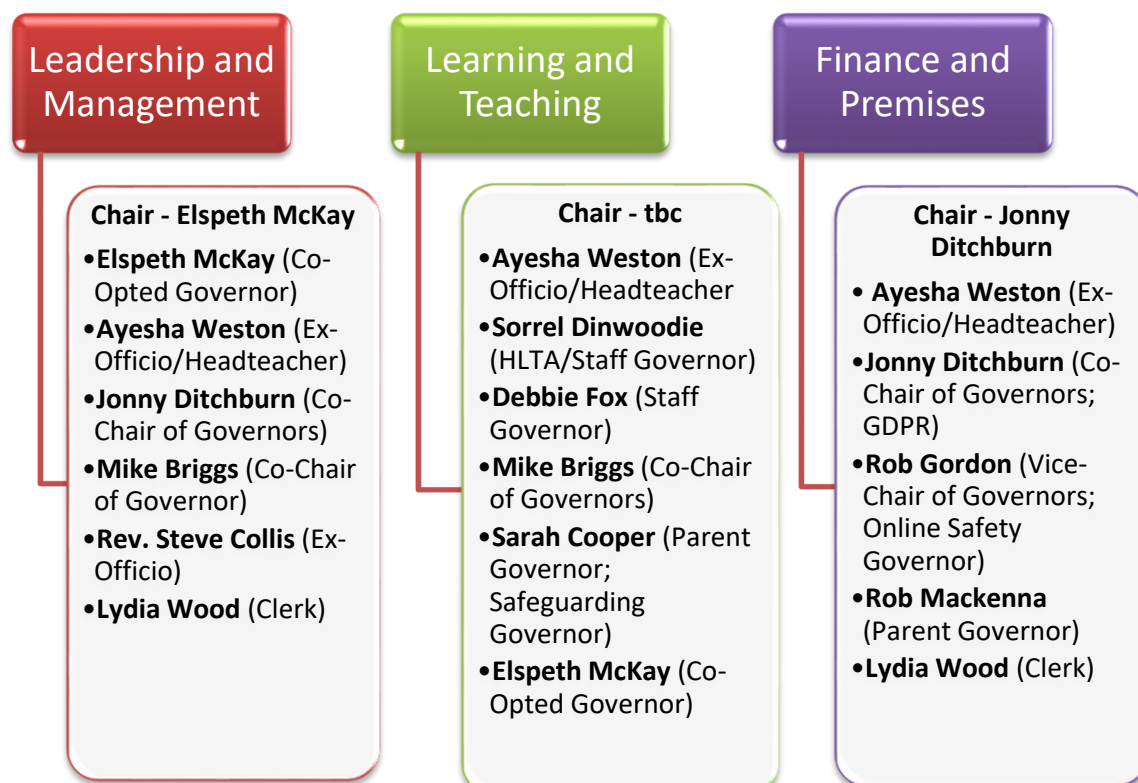 Leadership and
Management
Chair - Elspeth McKay
•Elspeth McKay (Co-
Opted Governor)
•Ayesha Weston (Ex-
Officio/Headteacher)
•Jonny Ditchburn (Co-
Chair of Governors)
•Mike Briggs (Co-Chair
of Governor)
•Rev. Steve Collis (Ex-
Officio)
•Lydia Wood (Clerk)
Learning and
Teaching
Chair - tbc
•Ayesha Weston (Ex-
Officio/Headteacher
•Sorrel Dinwoodie
(HLTA/Staff Governor)
•Debbie Fox (Staff
Governor)
•Mike Briggs (Co-Chair
of Governors)
•Sarah Cooper (Parent
Governor;
Safeguarding
Governor)
•Elspeth McKay (Co-
Opted Governor)
Finance and
Premises
Chair - Jonny
Ditchburn
• Ayesha Weston (Ex-
Officio/Headteacher)
•Jonny Ditchburn (Co-
Chair of Governors;
GDPR)
•Rob Gordon (Vice-
Chair of Governors;
Online Safety
Governor)
•Rob Mackenna
(Parent Governor)
•Lydia Wood (Clerk)